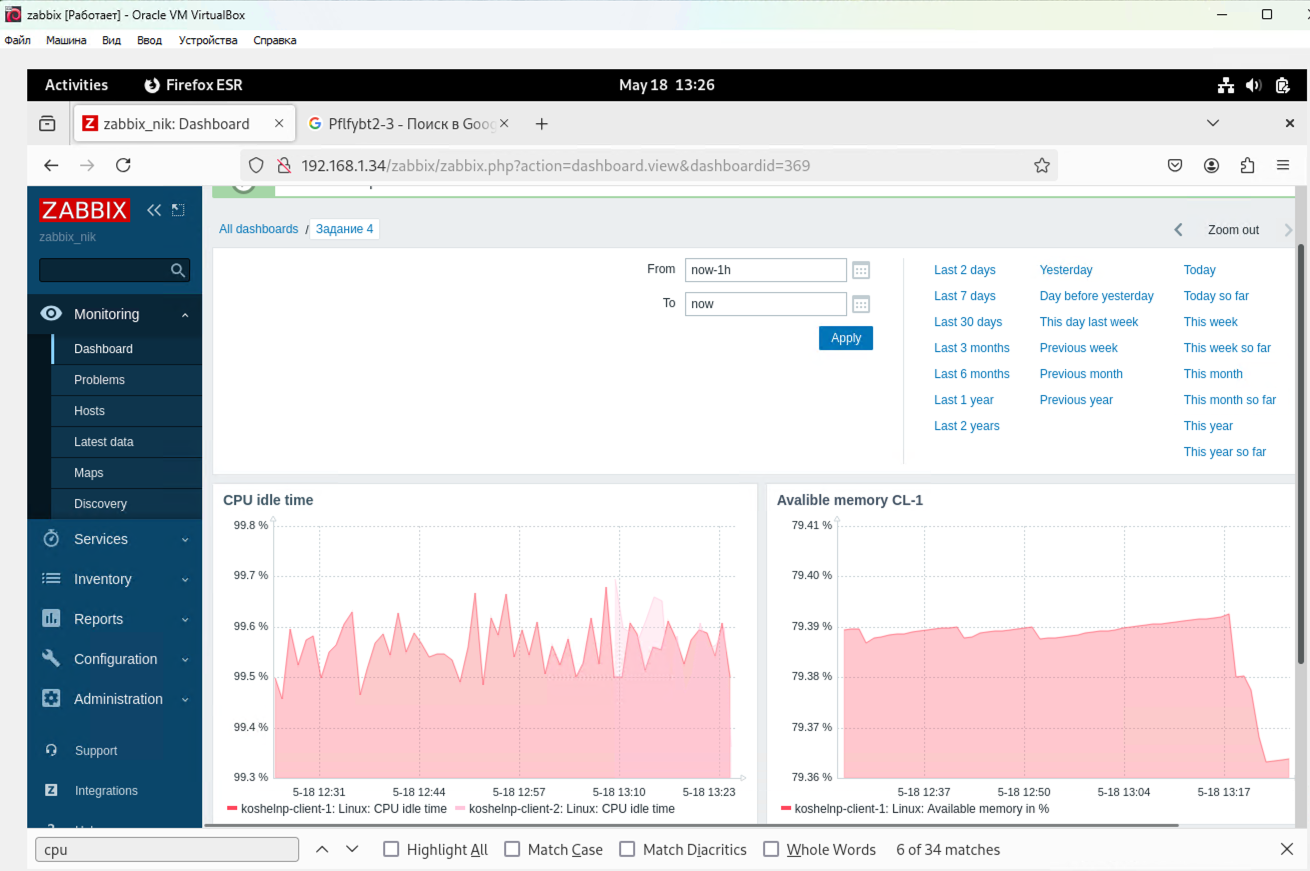 zabbix [Работает] - Oracle VM VirtualBox
Файл Машина Вид Ввод Устройства Справка
Activities Firefox ESR May 18 13:26
zabbix_nik: Dashboard × Pflfybt2-3 - Поиск в Goog × +
192.168.1.34/zabbix/zabbix.php?action=dashboard.view&dashboardid=369
ZABBIX
zabbix_nik
Monitoring
Dashboard
Problems
Hosts
Latest data
Maps
Discovery
Services
Inventory
Reports
Configuration
Administration
Support
Integrations
All dashboards / Задание 4
Zoom out
From now-1h
To now
Apply
Last 2 days Yesterday Today
Last 7 days Day before yesterday Today so far
Last 30 days This day last week This week
Last 3 months Previous week This week so far
Last 6 months Previous month This month
Last 1 year Previous year This month so far
Last 2 years This year
This year so far
CPU idle time
99.8 %
99.7 %
99.6 %
99.5 %
99.4 %
99.3 %
5-18 12:31 5-18 12:44 5-18 12:57 5-18 13:10 5-18 13:23
koshelnp-client-1: Linux: CPU idle time koshelnp-client-2: Linux: CPU idle time
Avalible memory CL-1
79.41 %
79.40 %
79.39 %
79.38 %
79.37 %
79.36 %
5-18 12:37 5-18 12:50 5-18 13:04 5-18 13:17
koshelnp-client-1: Linux: Available memory in %
cpu Highlight All Match Case Match Diacritics Whole Words 6 of 34 matches